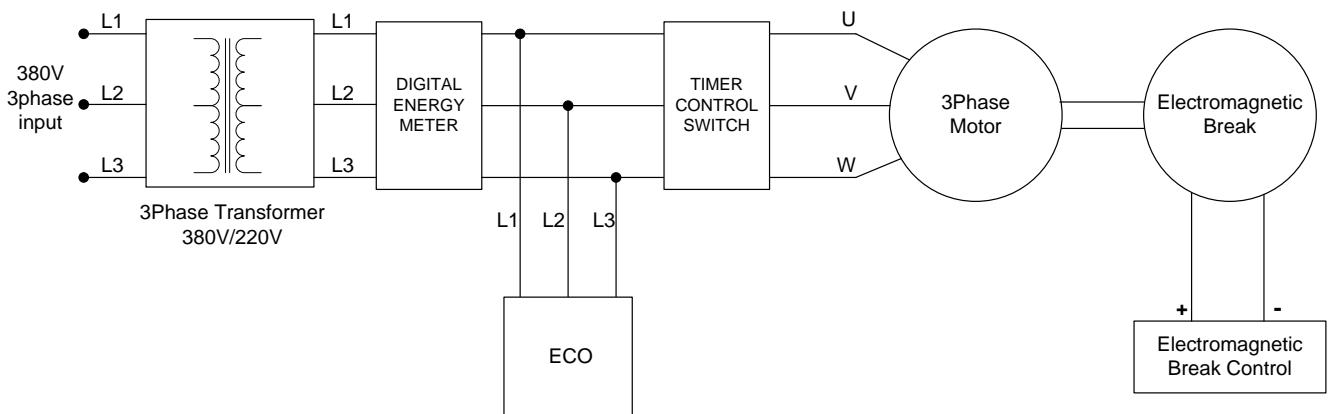 380V
3phase
input
L1
L2
L3
3Phase Transformer
380V/220V
L1
L2
L3
DIGITAL
ENERGY
METER
L1
L2
L3
ECO
TIMER
CONTROL
SWITCH
U
V
W
3Phase
Motor
Electromagnetic
Break
+
-
Electromagnetic
Break Control